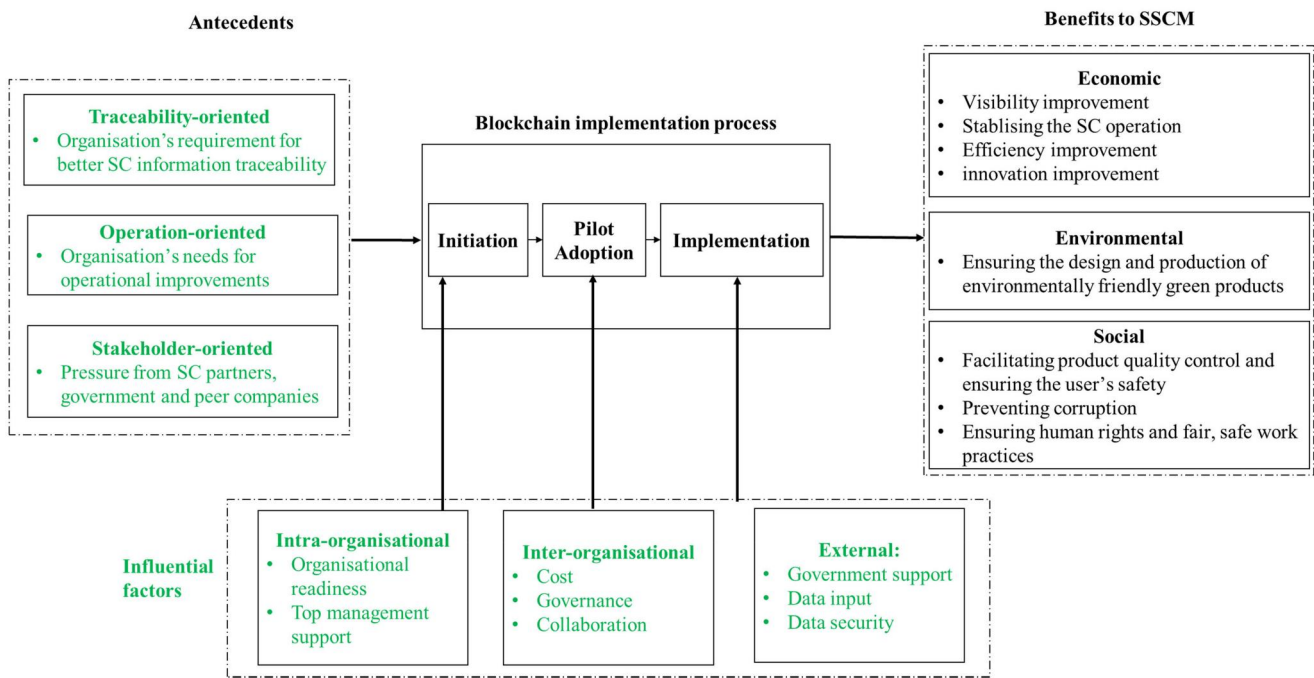 Antecedents
Traceability-oriented
• Organisation's requirement for
better SC information traceability
Operation-oriented
• Organisation's needs for
operational improvements
Stakeholder-oriented
• Pressure from SC partners,
government and peer companies
Blockchain implementation process
Initiation
Pilot
Adoption
Implementation
Benefits to SSCM
Economic
• Visibility improvement
• Stablising the SC operation
• Efficiency improvement
• innovation improvement
Environmental
• Ensuring the design and production of
environmentally friendly green products
Social
• Facilitating product quality control and
ensuring the user's safety
• Preventing corruption
• Ensuring human rights and fair, safe work
practices
Influential
factors
Intra-organisational
• Organisational
readiness
• Top management
support
Inter-organisational
• Cost
• Governance
• Collaboration
External:
• Government support
• Data input
• Data security